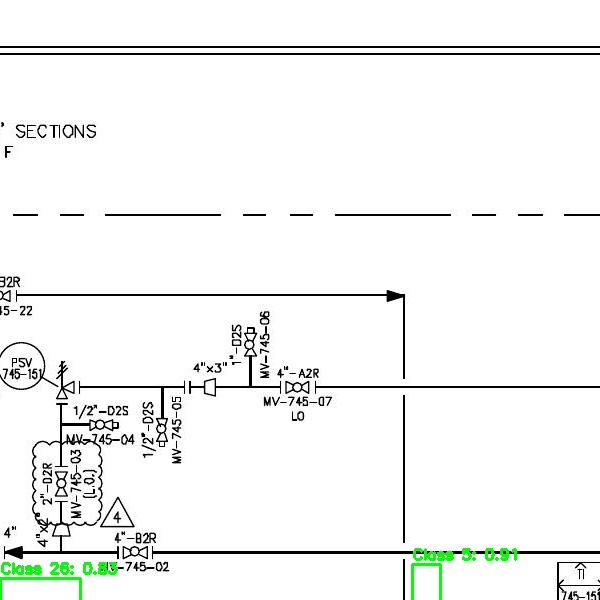 ' SECTIONS
F
B2R
45-22
PSV
745-151
4"x3"
1"-D2S
MV-745-06
4"-A2R
MV-745-07
LO
1/2"-D2S
MV-745-04
1/2"-D2S
MV-745-05
2"-D2R
MV-745-03
(L.O.)
4"x2"
4
4"
4"-B2R
MV-745-02
Class 26: 0.83
Class 5: 0.91
745-151